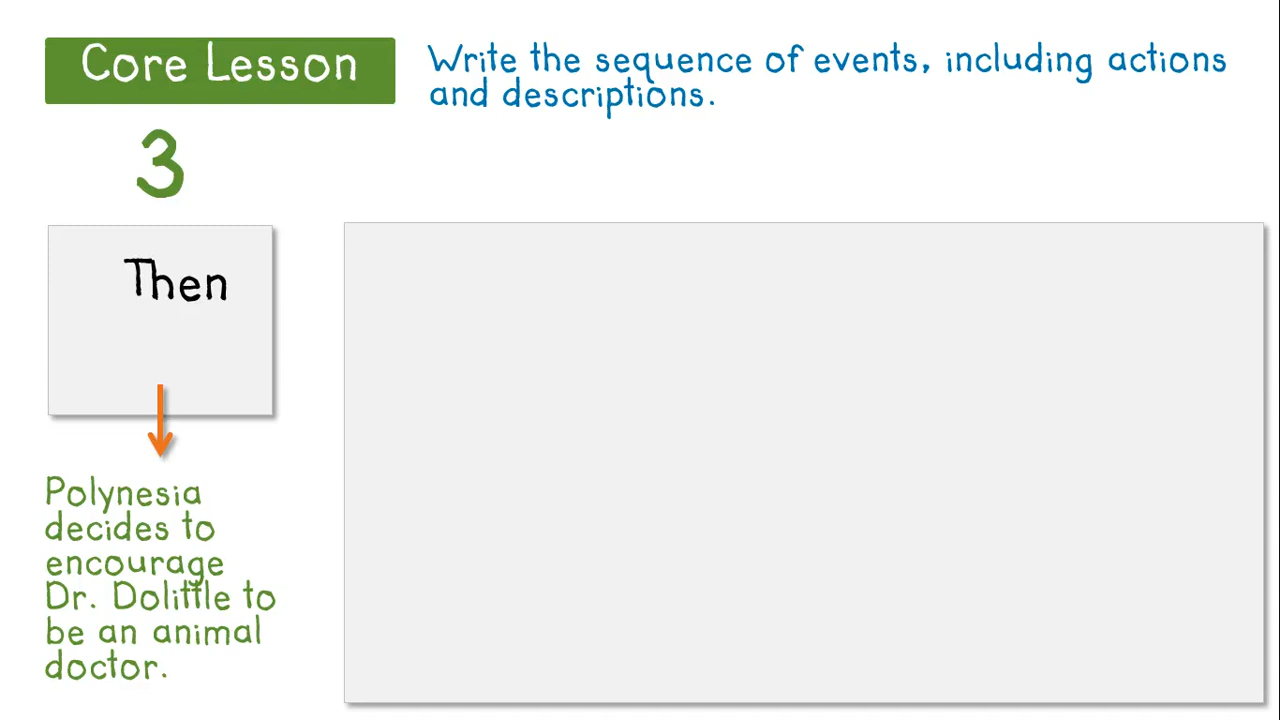 Core Lesson
Write the sequence of events, including actions
and descriptions.
3
Then
Polynesia
decides to
encourage
Dr. Dolittle to
be an animal
doctor.